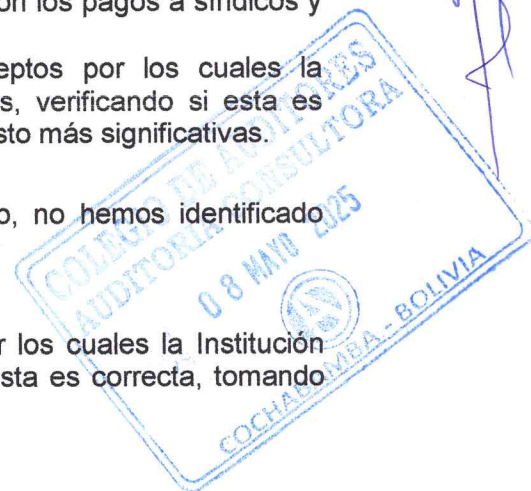 on los pagos a síndicos y
eptos por los cuales la
s, verificando si esta es
sto más significativas.
o, no hemos identificado
r los cuales la Institución
sta es correcta, tomando
COLEGIO DE AUDITORES
AUDITORIA CONSULTORA
08 MAYO 2025
A
COCHABAMBA - BOLIVIA